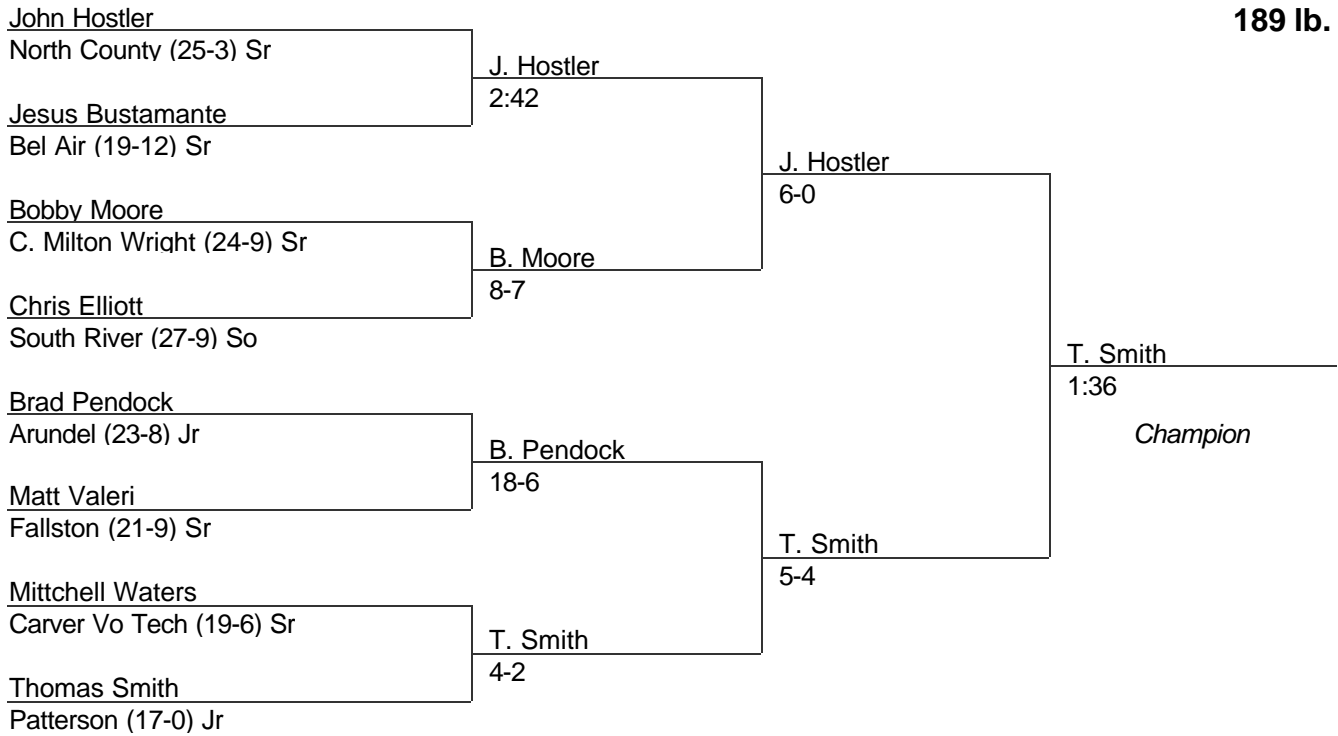 189 lb.
John Hostler
North County (25-3) Sr
J. Hostler
2:42
Jesus Bustamante
Bel Air (19-12) Sr
J. Hostler
6-0
Bobby Moore
C. Milton Wright (24-9) Sr
B. Moore
8-7
Chris Elliott
South River (27-9) So
T. Smith
1:36
Champion
Brad Pendock
Arundel (23-8) Jr
B. Pendock
18-6
Matt Valeri
Fallston (21-9) Sr
T. Smith
5-4
Mittchell Waters
Carver Vo Tech (19-6) Sr
T. Smith
4-2
Thomas Smith
Patterson (17-0) Jr